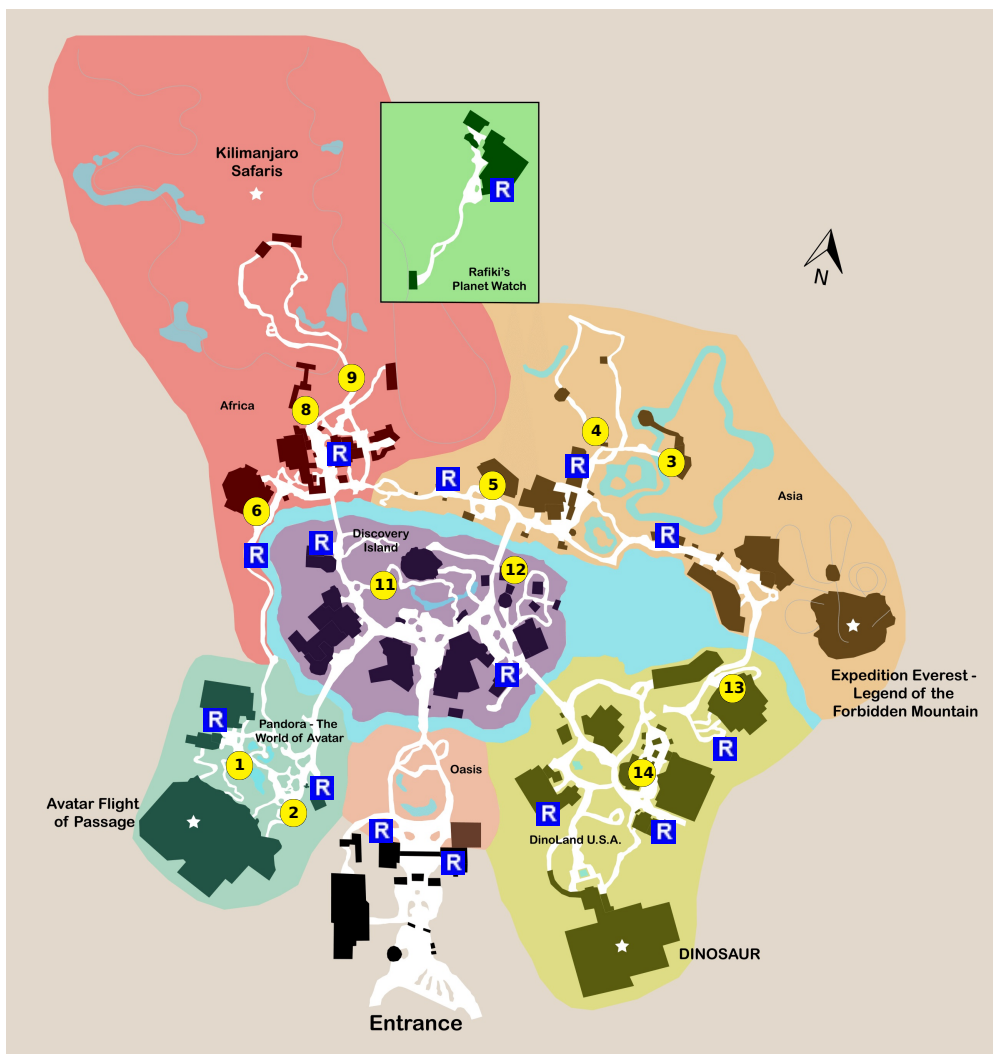 Kilimanjaro
Safaris
R
Rafiki's
Planet Watch
N
9
Africa
8
4
R
3
R
R
5
Asia
6
R
R
R
Discovery
Island
12
11
R
Expedition Everest -
Legend of the
Forbidden Mountain
13
R
Pandora - The
World of Avatar
R
1
Oasis
14
R
2
Avatar Flight
of Passage
R
R
R
DinoLand U.S.A.
R
DINOSAUR
Entrance